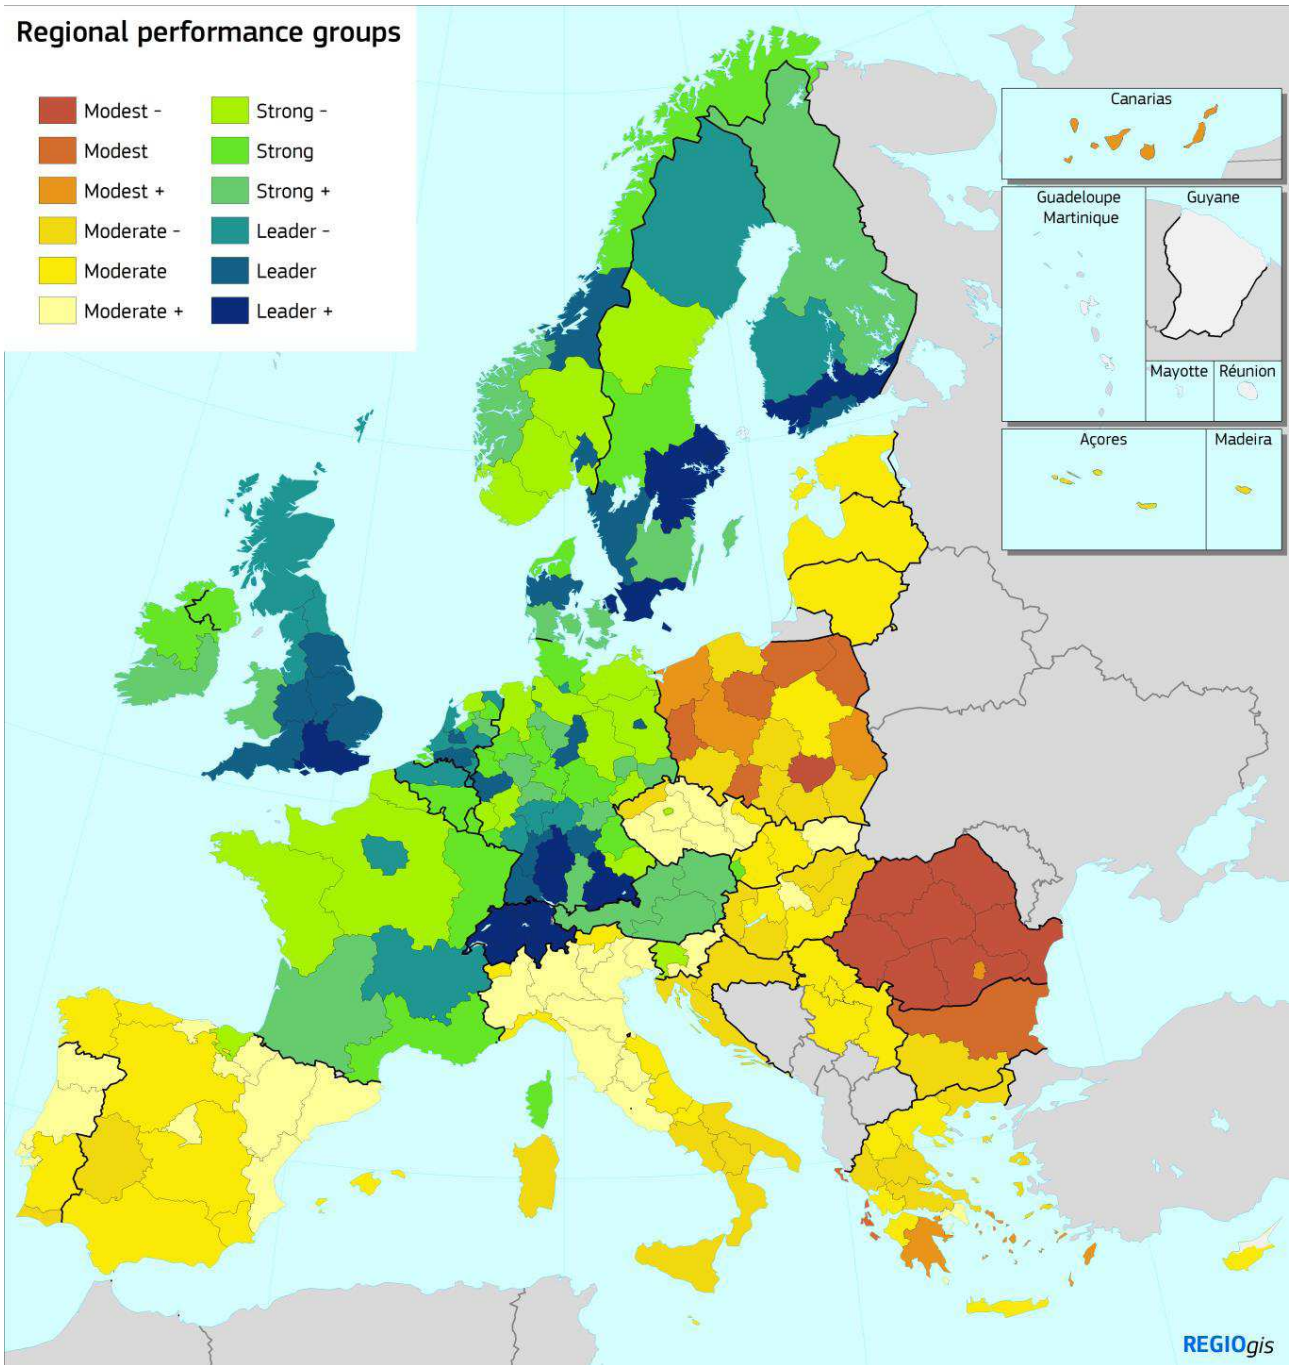 Regional performance groups
Modest -
Modest
Modest +
Moderate -
Moderate
Moderate +
Strong -
Strong
Strong +
Leader -
Leader
Leader +
Canarias
Guadeloupe
Martinique
Guyane
Mayotte
Réunion
Açores
Madeira
REGIOgis